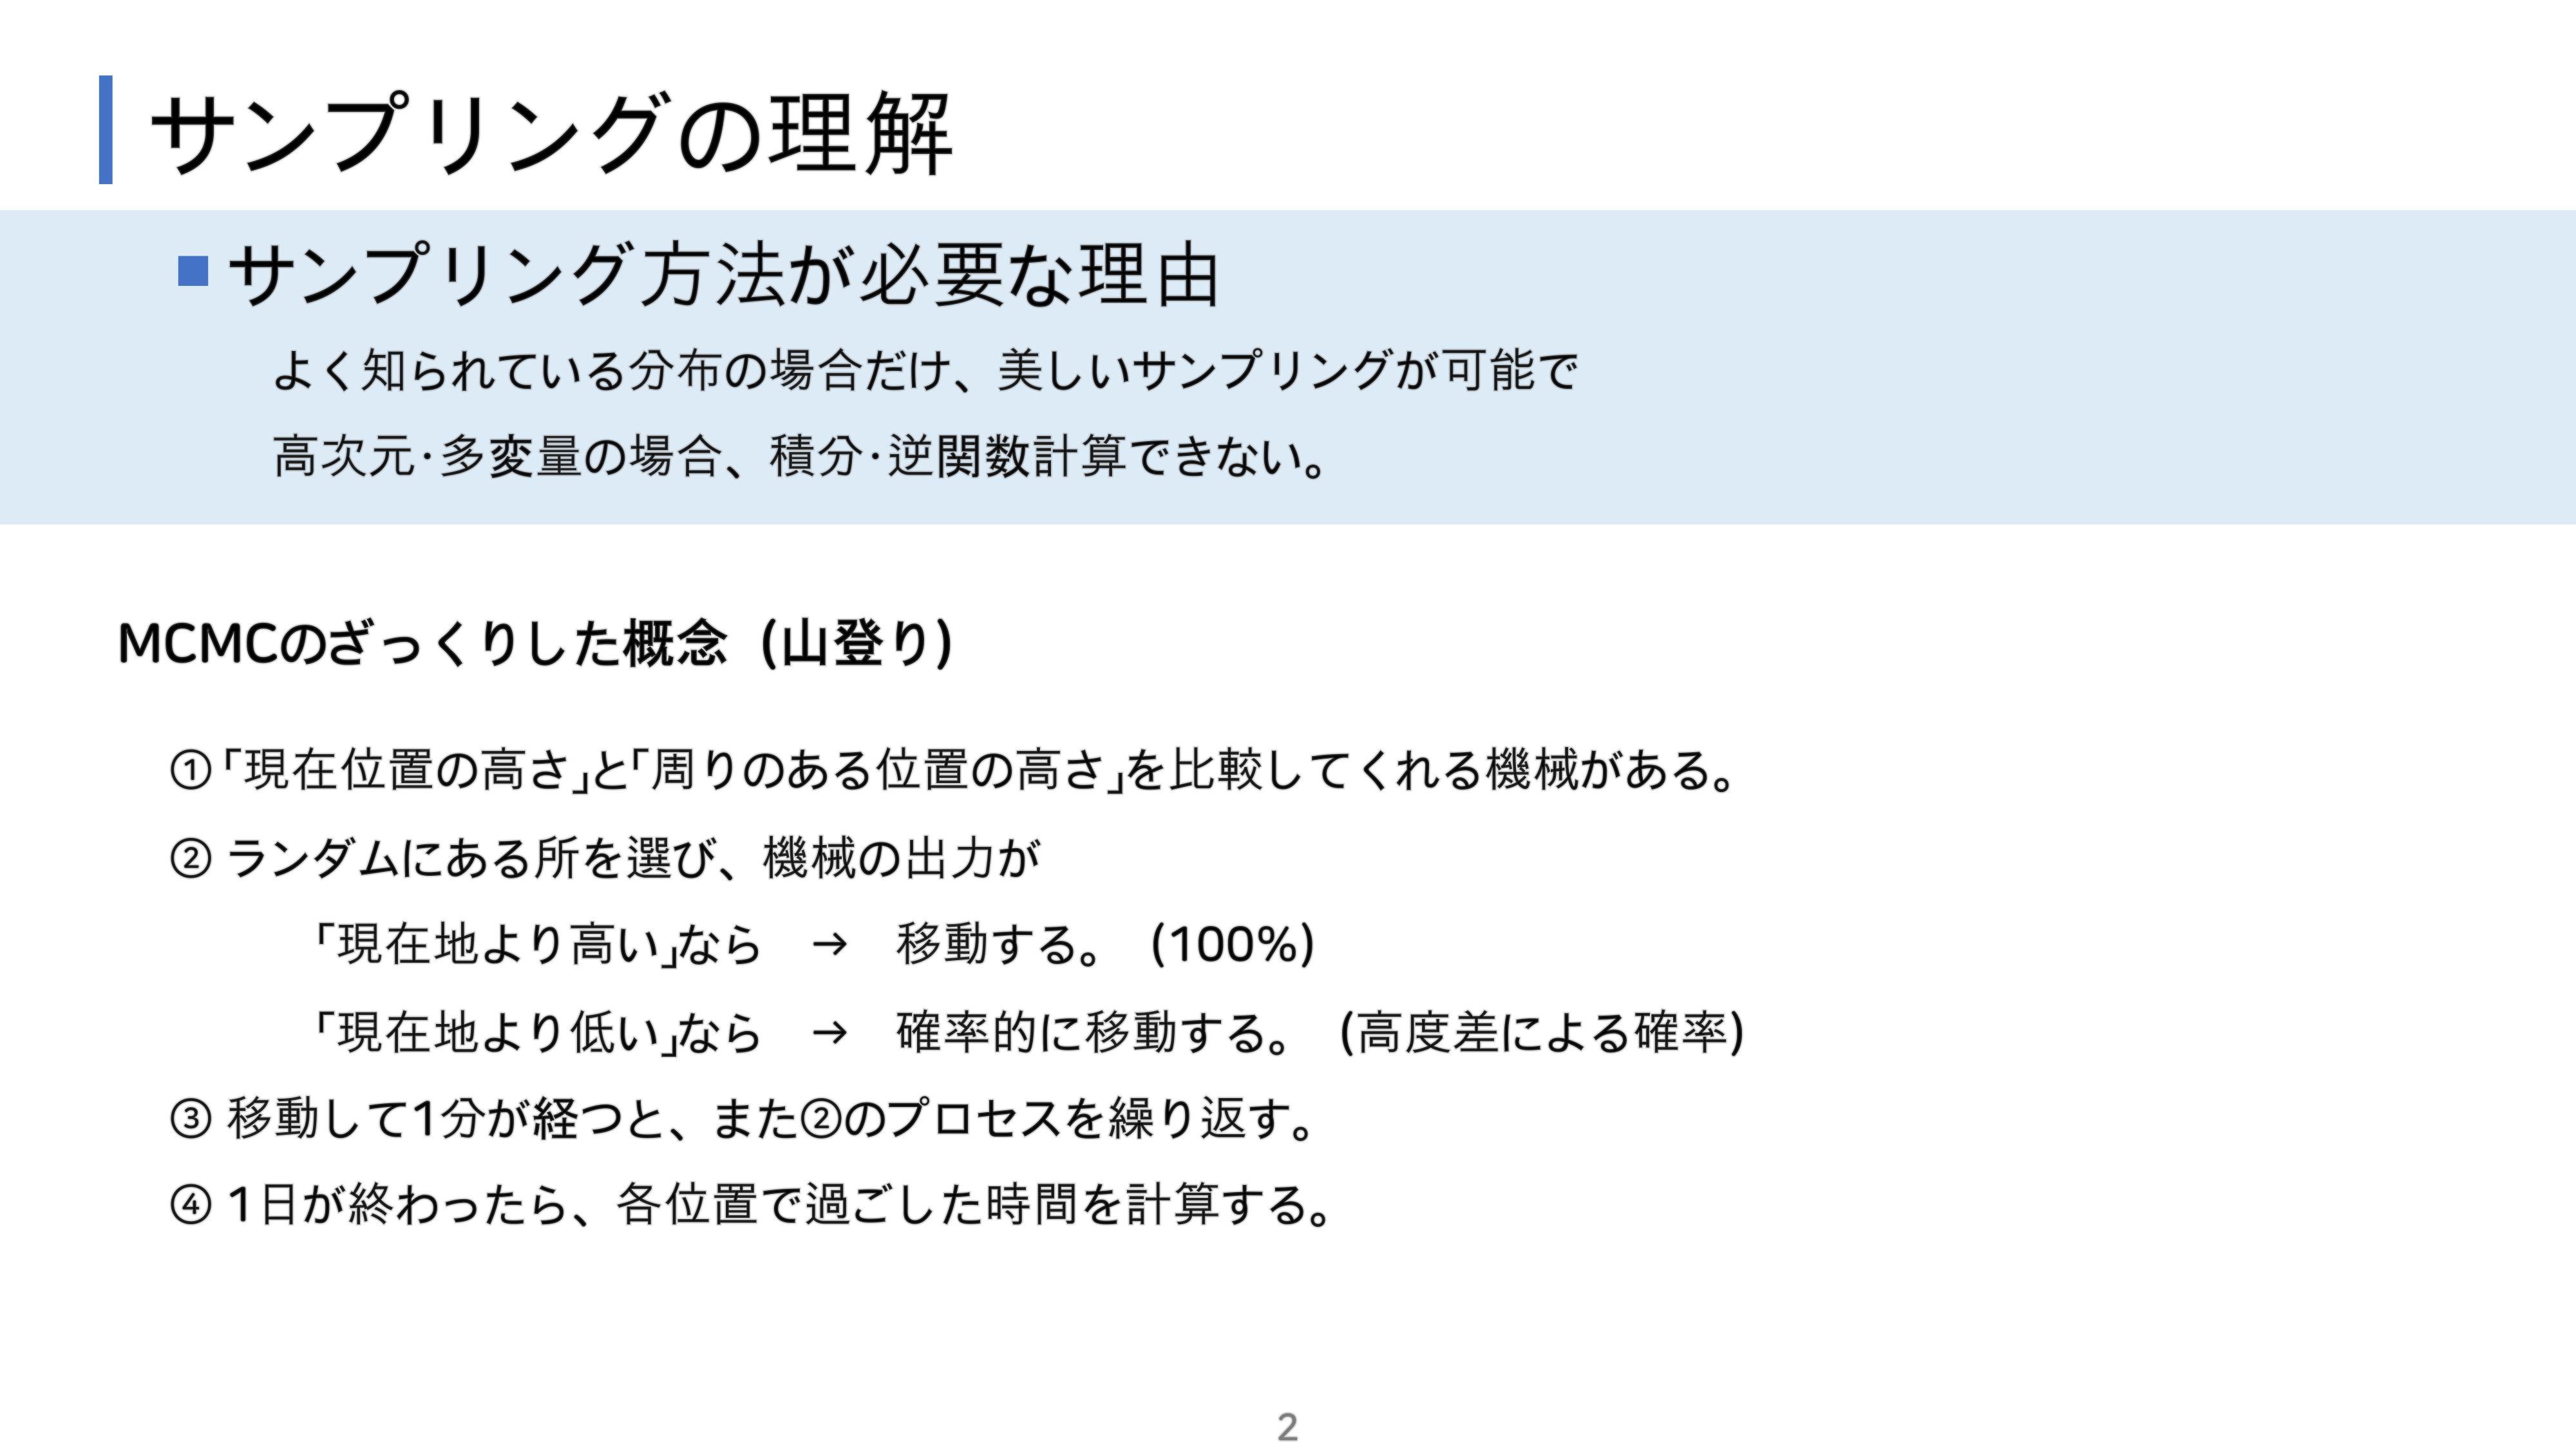 サンプリングの理解
サンプリング方法が必要な理由
よく知られている分布の場合だけ、美しいサンプリングが可能で
高次元·多変量の場合、積分·逆関数計算できない。
MCMCのざっくりした概念 (山登り)
①「現在位置の高さ」と「周りのある位置の高さ」を比較してくれる機械がある。
② ランダムにある所を選び、機械の出力が
「現在地より高い」なら → 移動する。 (100%)
「現在地より低い」なら → 確率的に移動する。 (高度差による確率)
③ 移動して1分が経つと、また②のプロセスを繰り返す。
④ 1日が終わったら、各位置で過ごした時間を計算する。
2